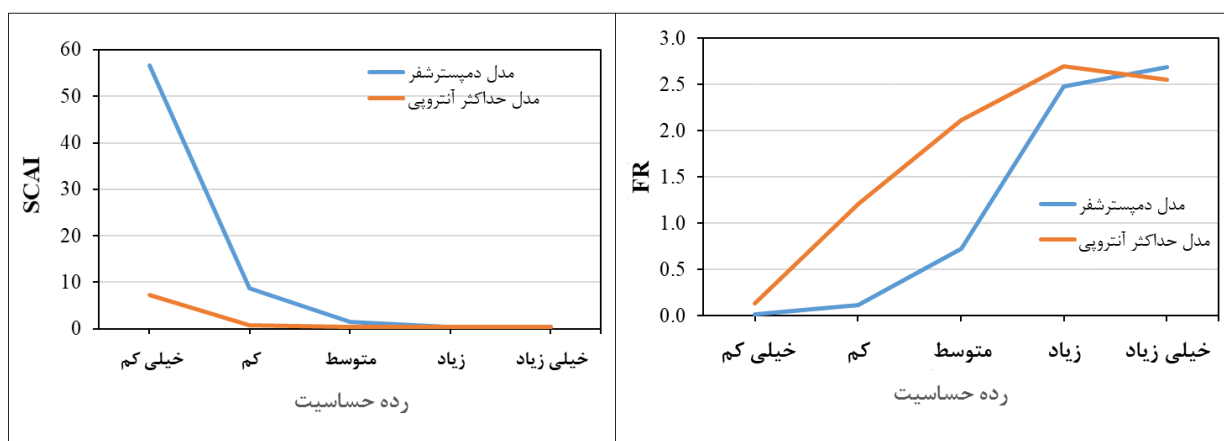 60
50
40
30
20
10
0
SCAI
مدل دمپسترشفر
مدل حداکثر آنتروپی
خیلی کم
کم
متوسط
زیاد
خیلی زیاد
رده حساسیت
3.0
2.5
2.0
1.5
1.0
0.5
0.0
FR
مدل دمپسترشفر
مدل حداکثر آنتروپی
خیلی کم
کم
متوسط
زیاد
خیلی زیاد
رده حساسیت